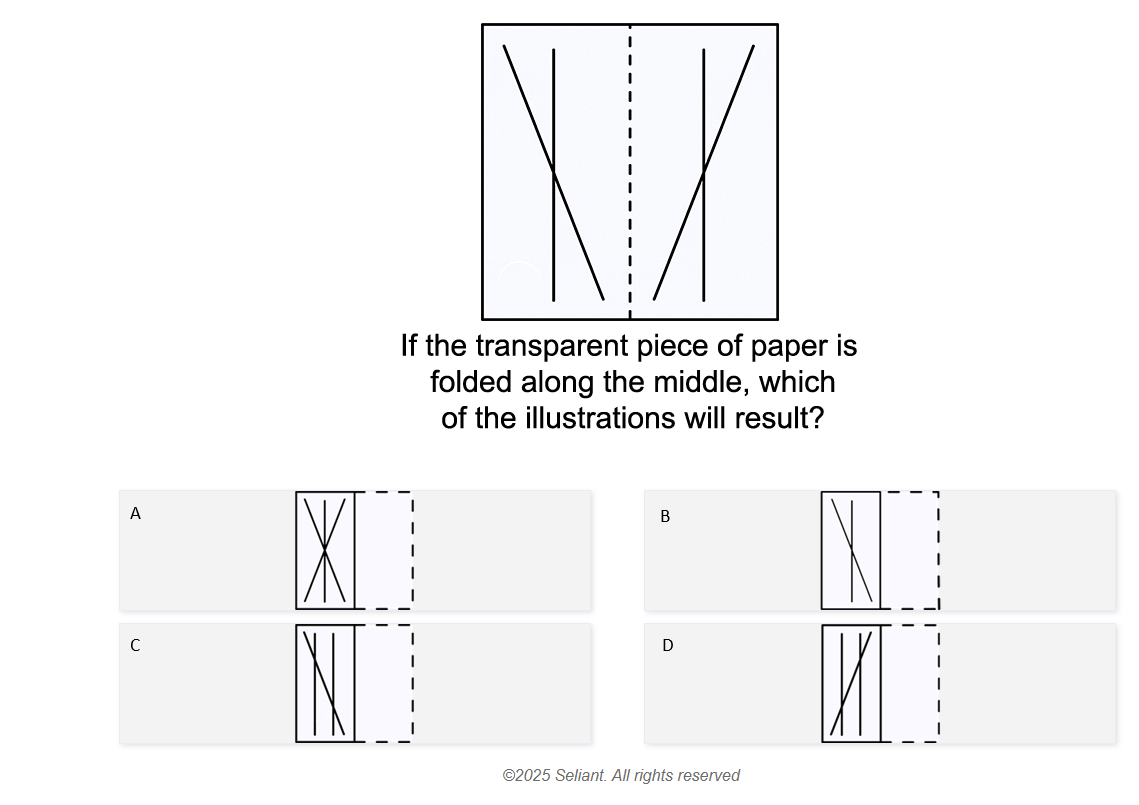 If the transparent piece of paper is
folded along the middle, which
of the illustrations will result?
A
B
C
D
©2025 Seliant. All rights reserved